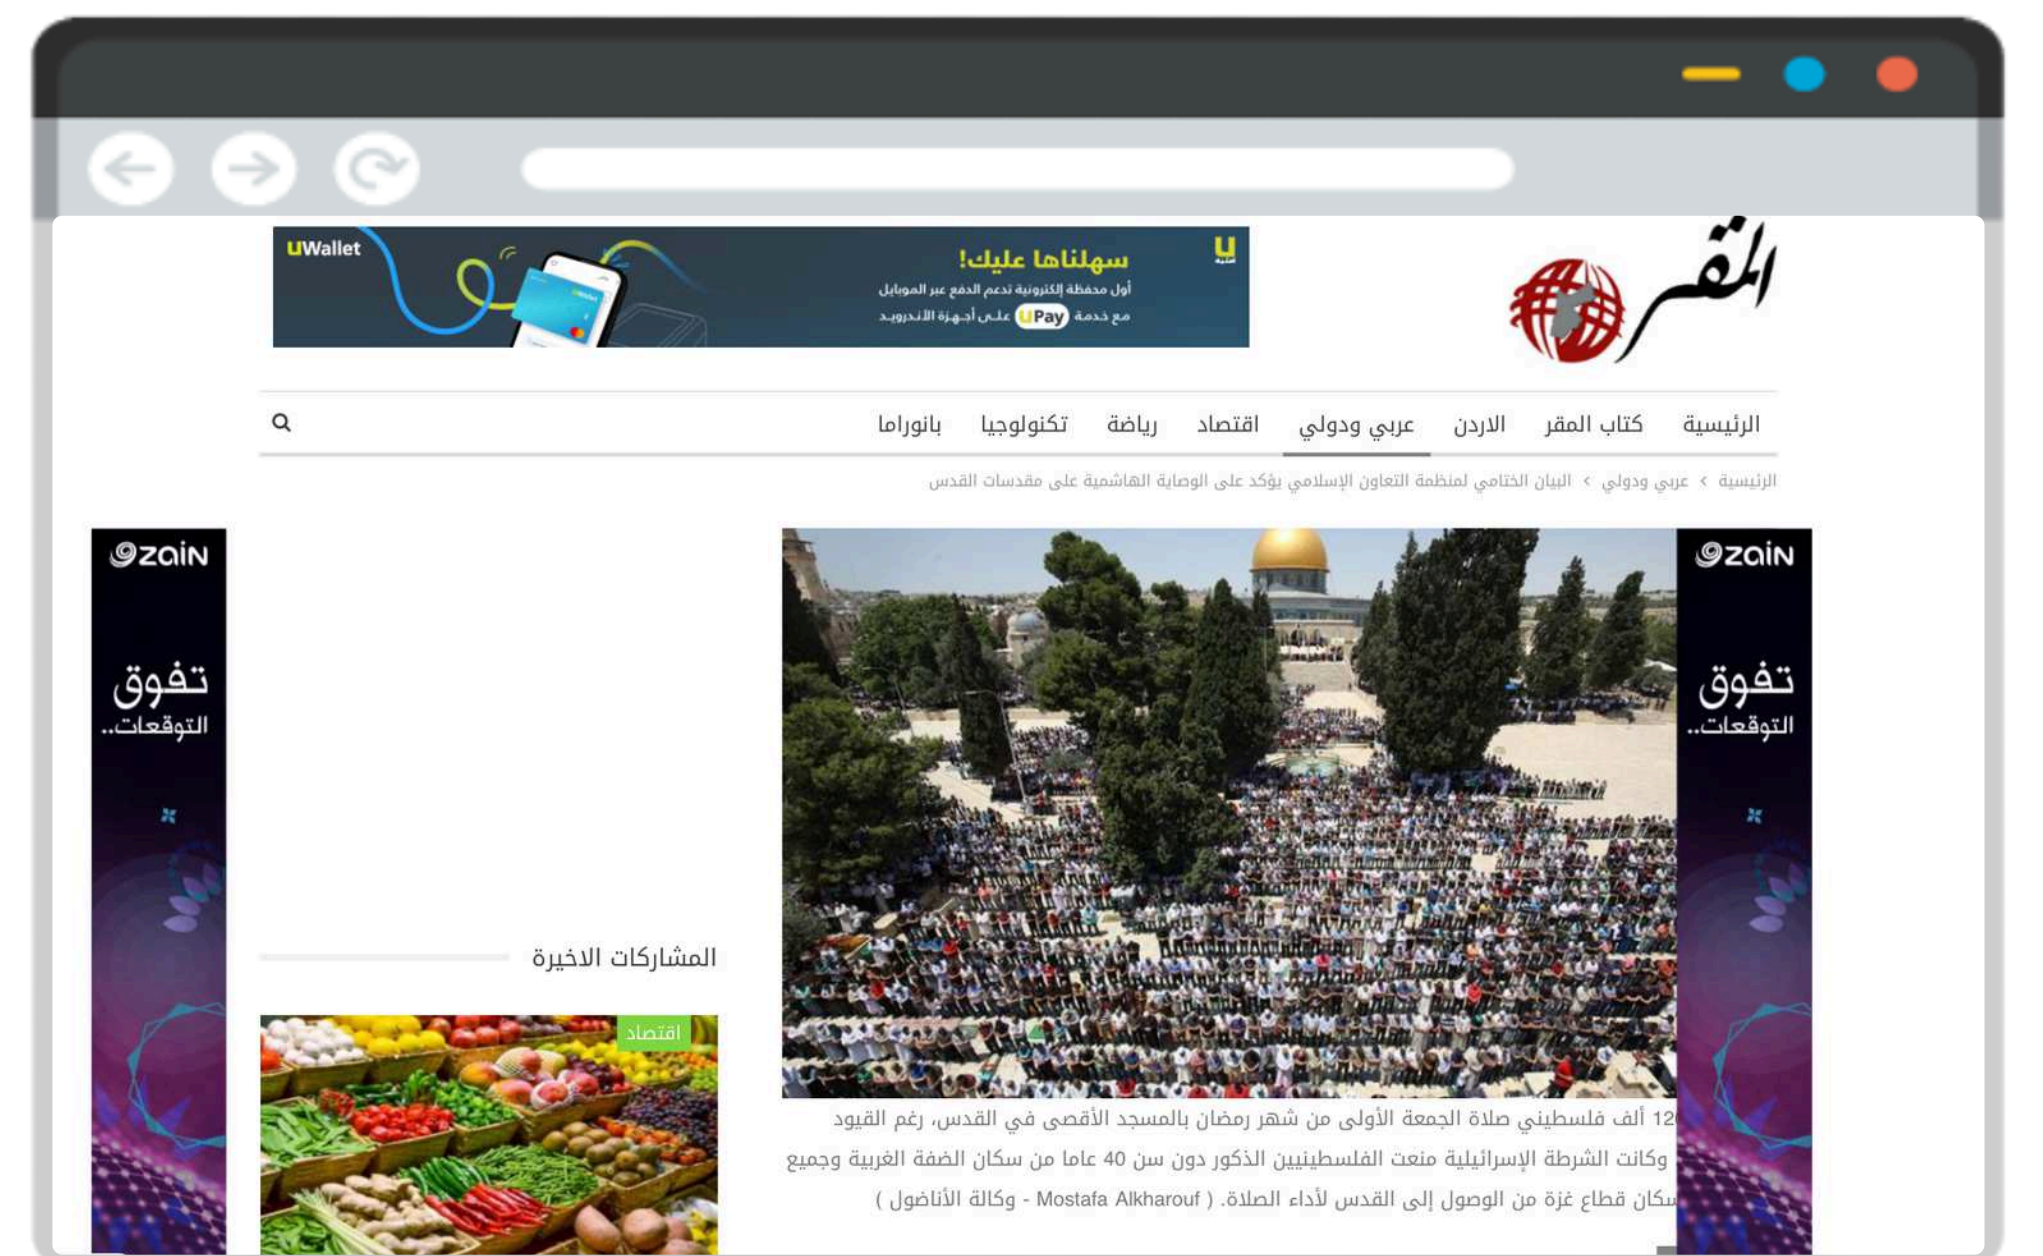 المقر
UWallet
سهلناها عليك!
أول محفظة إلكترونية تدعم الدفع عبر الموبايل
مع خدمة UPay على أجهزة الأندرويد
الرئيسية كتاب المقر الاردن عربي ودولي اقتصاد رياضة تكنولوجيا بانوراما
الرئيسية › عربي ودولي › البيان الختامي لمنظمة التعاون الإسلامي يؤكد على الوصاية الهاشمية على مقدسات القدس
zain
تفوق
التوقعات..
120 ألف فلسطيني صلاة الجمعة الأولى من شهر رمضان بالمسجد الأقصى في القدس، رغم القيود
وكانت الشرطة الإسرائيلية منعت الفلسطينيين الذكور دون سن 40 عاما من سكان الضفة الغربية وجميع
سكان قطاع غزة من الوصول إلى القدس لأداء الصلاة. ( Mostafa Alkharouf - وكالة الأناضول )
المشاركات الاخيرة
اقتصاد
zain
تفوق
التوقعات..